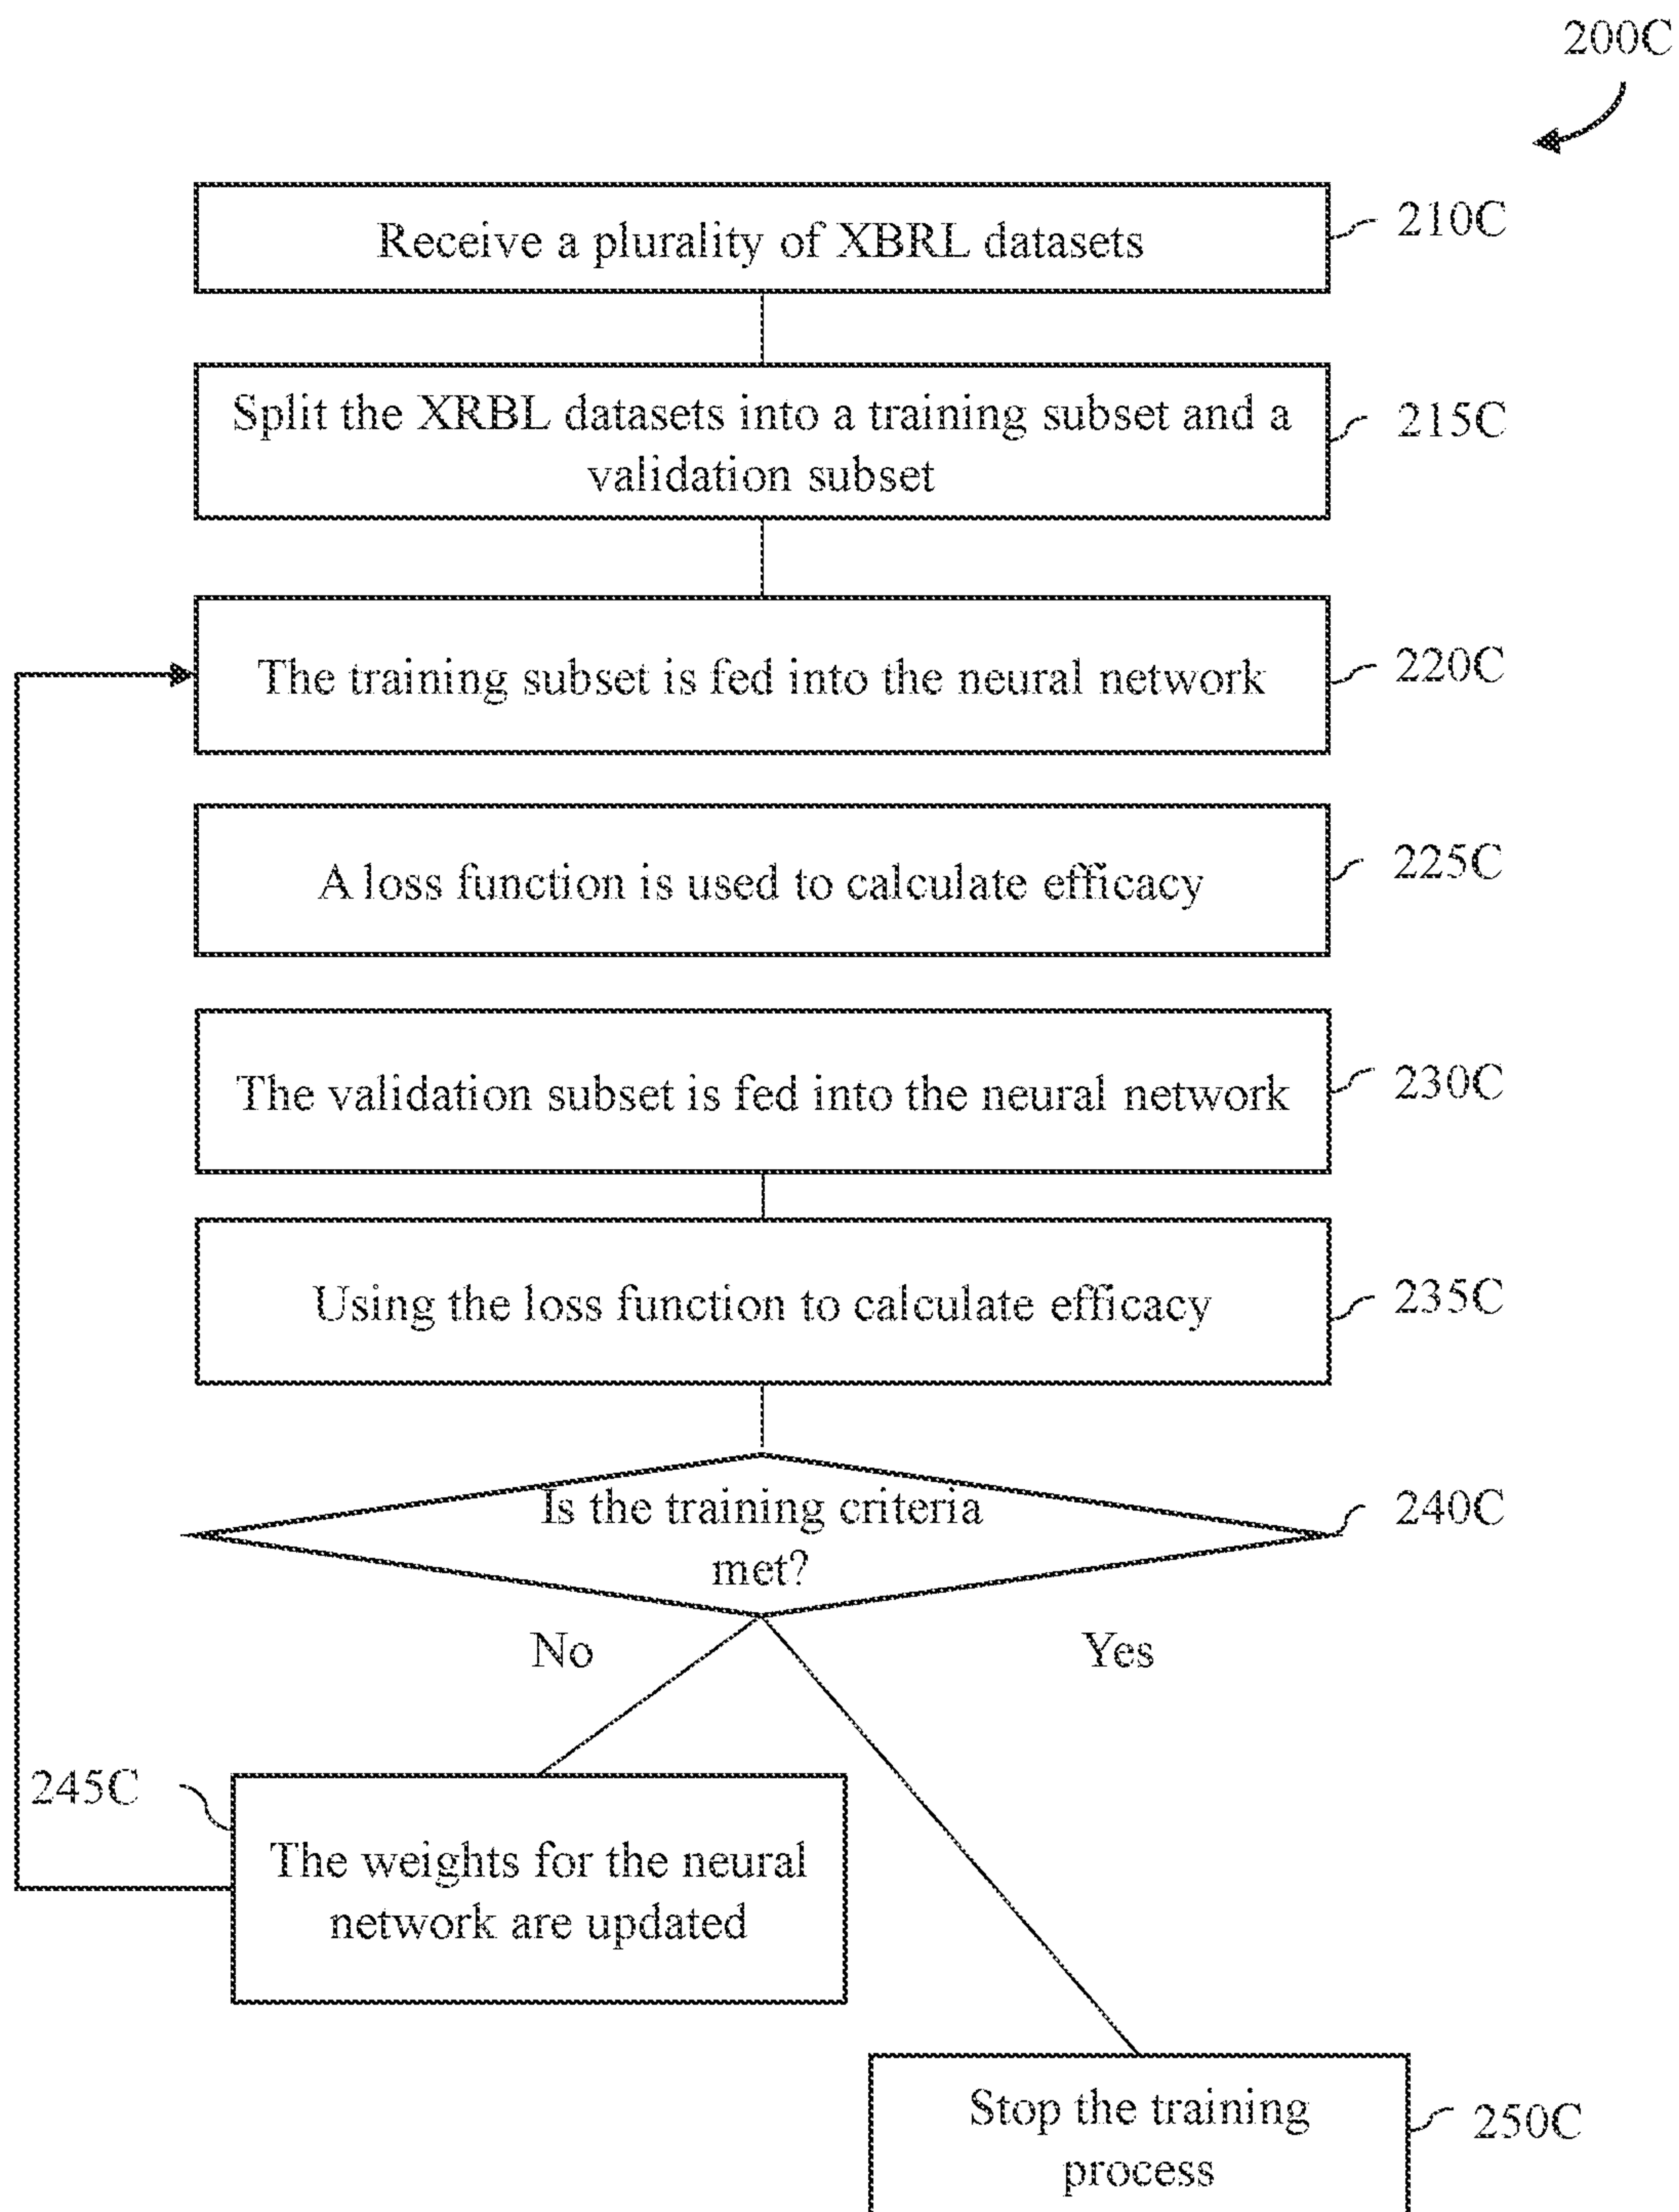 200C
Receive a plurality of XBRL datasets
210C
Split the XRBL datasets into a training subset and a
validation subset
215C
The training subset is fed into the neural network
220C
A loss function is used to calculate efficacy
225C
The validation subset is fed into the neural network
230C
Using the loss function to calculate efficacy
235C
Is the training criteria
met?
240C
No
Yes
245C
The weights for the neural
network are updated
Stop the training
process
250C